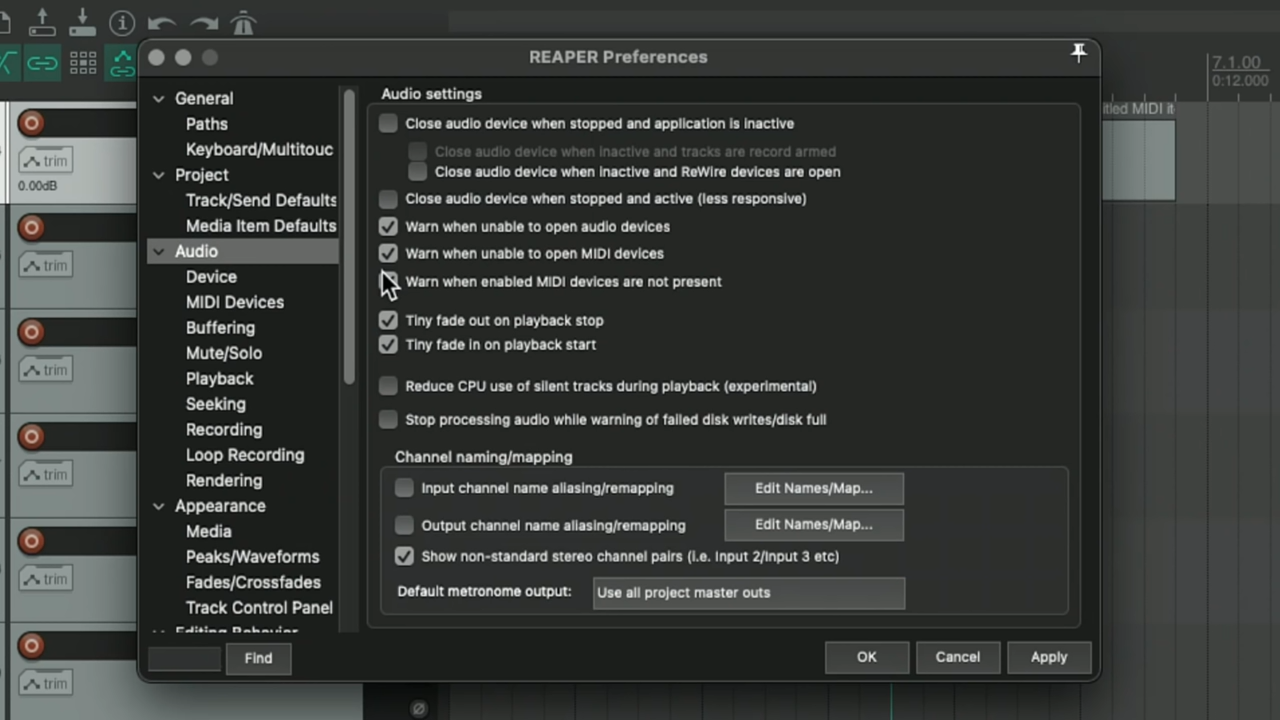 REAPER Preferences
7.1.00
0:12.000
General
Paths
Keyboard/Multitouc
Project
Track/Send Defaults
Media Item Defaults
Audio
Device
MIDI Devices
Buffering
Mute/Solo
Playback
Seeking
Recording
Loop Recording
Rendering
Appearance
Media
Peaks/Waveforms
Fades/Crossfades
Track Control Panel
Editing Behavior
Find
Audio settings
Close audio device when stopped and application is inactive
Close audio device when inactive and tracks are record armed
Close audio device when inactive and ReWire devices are open
Close audio device when stopped and active (less responsive)
Warn when unable to open audio devices
Warn when unable to open MIDI devices
Warn when enabled MIDI devices are not present
Tiny fade out on playback stop
Tiny fade in on playback start
Reduce CPU use of silent tracks during playback (experimental)
Stop processing audio while warning of failed disk writes/disk full
Channel naming/mapping
Input channel name aliasing/remapping Edit Names/Map...
Output channel name aliasing/remapping Edit Names/Map...
Show non-standard stereo channel pairs (i.e. Input 2/Input 3 etc)
Default metronome output: Use all project master outs
OK Cancel Apply
trim
0.00dB
trim
trim
trim
trim
trim
itled MIDI it